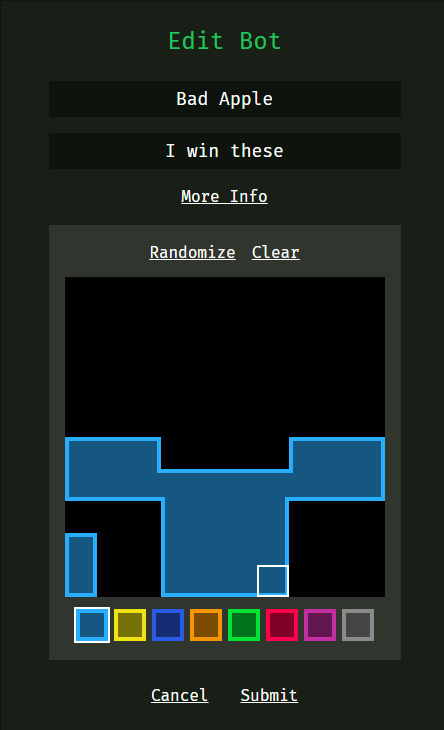 Edit Bot
Bad Apple
I win these
More Info
Randomize Clear
Cancel Submit